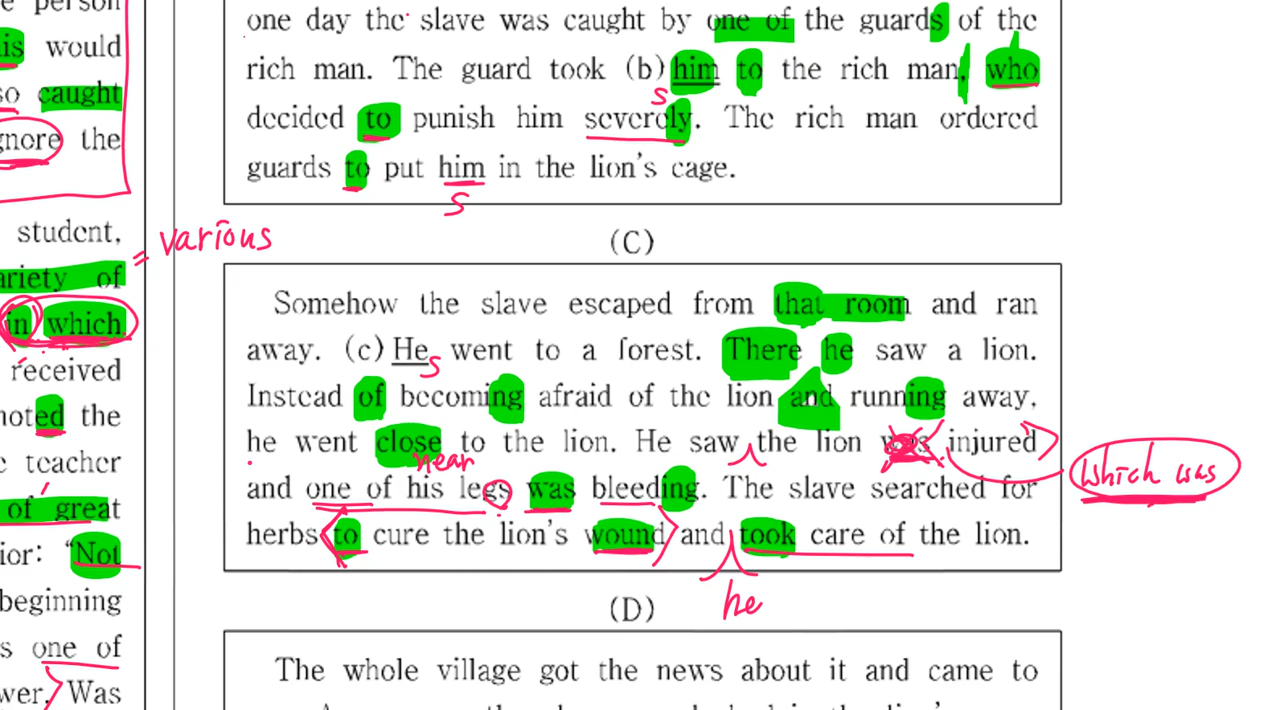 e person
is would
so caught
gnore the
student,
ariety of
= various
in which
received
noted the
e teacher
of great
ior: “Not
beginning
s one of
wer. Was
one day the slave was caught by one of the guards of the
rich man. The guard took (b) him to the rich man, who
s
decided to punish him severely. The rich man ordered
guards to put him in the lion’s cage.
s
(C)
Somehow the slave escaped from that room and ran
away. (c) He went to a forest. There he saw a lion.
s
Instead of becoming afraid of the lion and running away,
he went close to the lion. He saw the lion was injured
near
which was
and one of his legs was bleeding. The slave searched for
herbs to cure the lion’s wound and took care of the lion.
he
(D)
The whole village got the news about it and came to